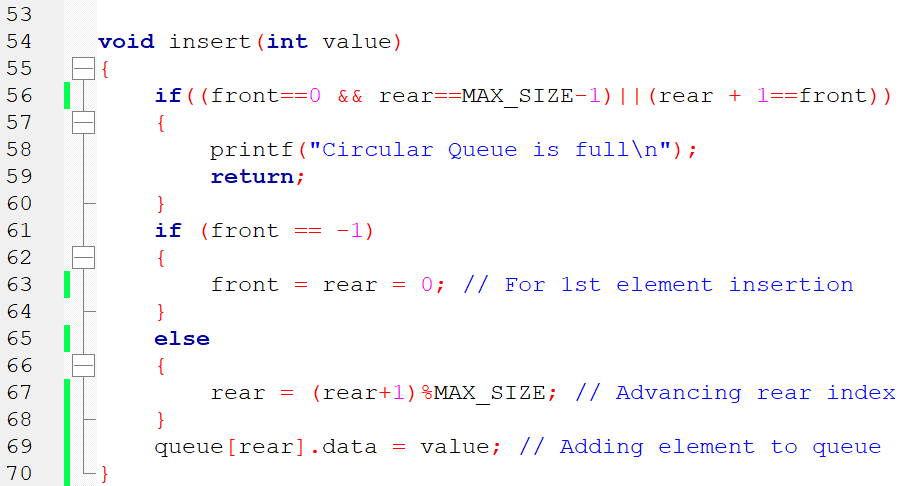 53
54 void insert(int value)
55 {
56 if((front==0 && rear==MAX_SIZE-1)||(rear + 1==front))
57 {
58 printf("Circular Queue is full\n");
59 return;
60 }
61 if (front == -1)
62 {
63 front = rear = 0; // For 1st element insertion
64 }
65 else
66 {
67 rear = (rear+1)%MAX_SIZE; // Advancing rear index
68 }
69 queue[rear].data = value; // Adding element to queue
70 }